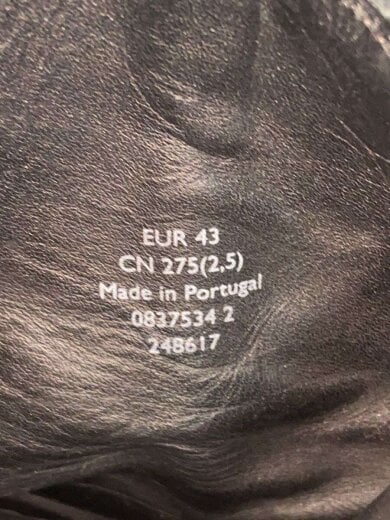 EUR 43
CN 275(2,5)
Made in Portugal
0837534 2
248617